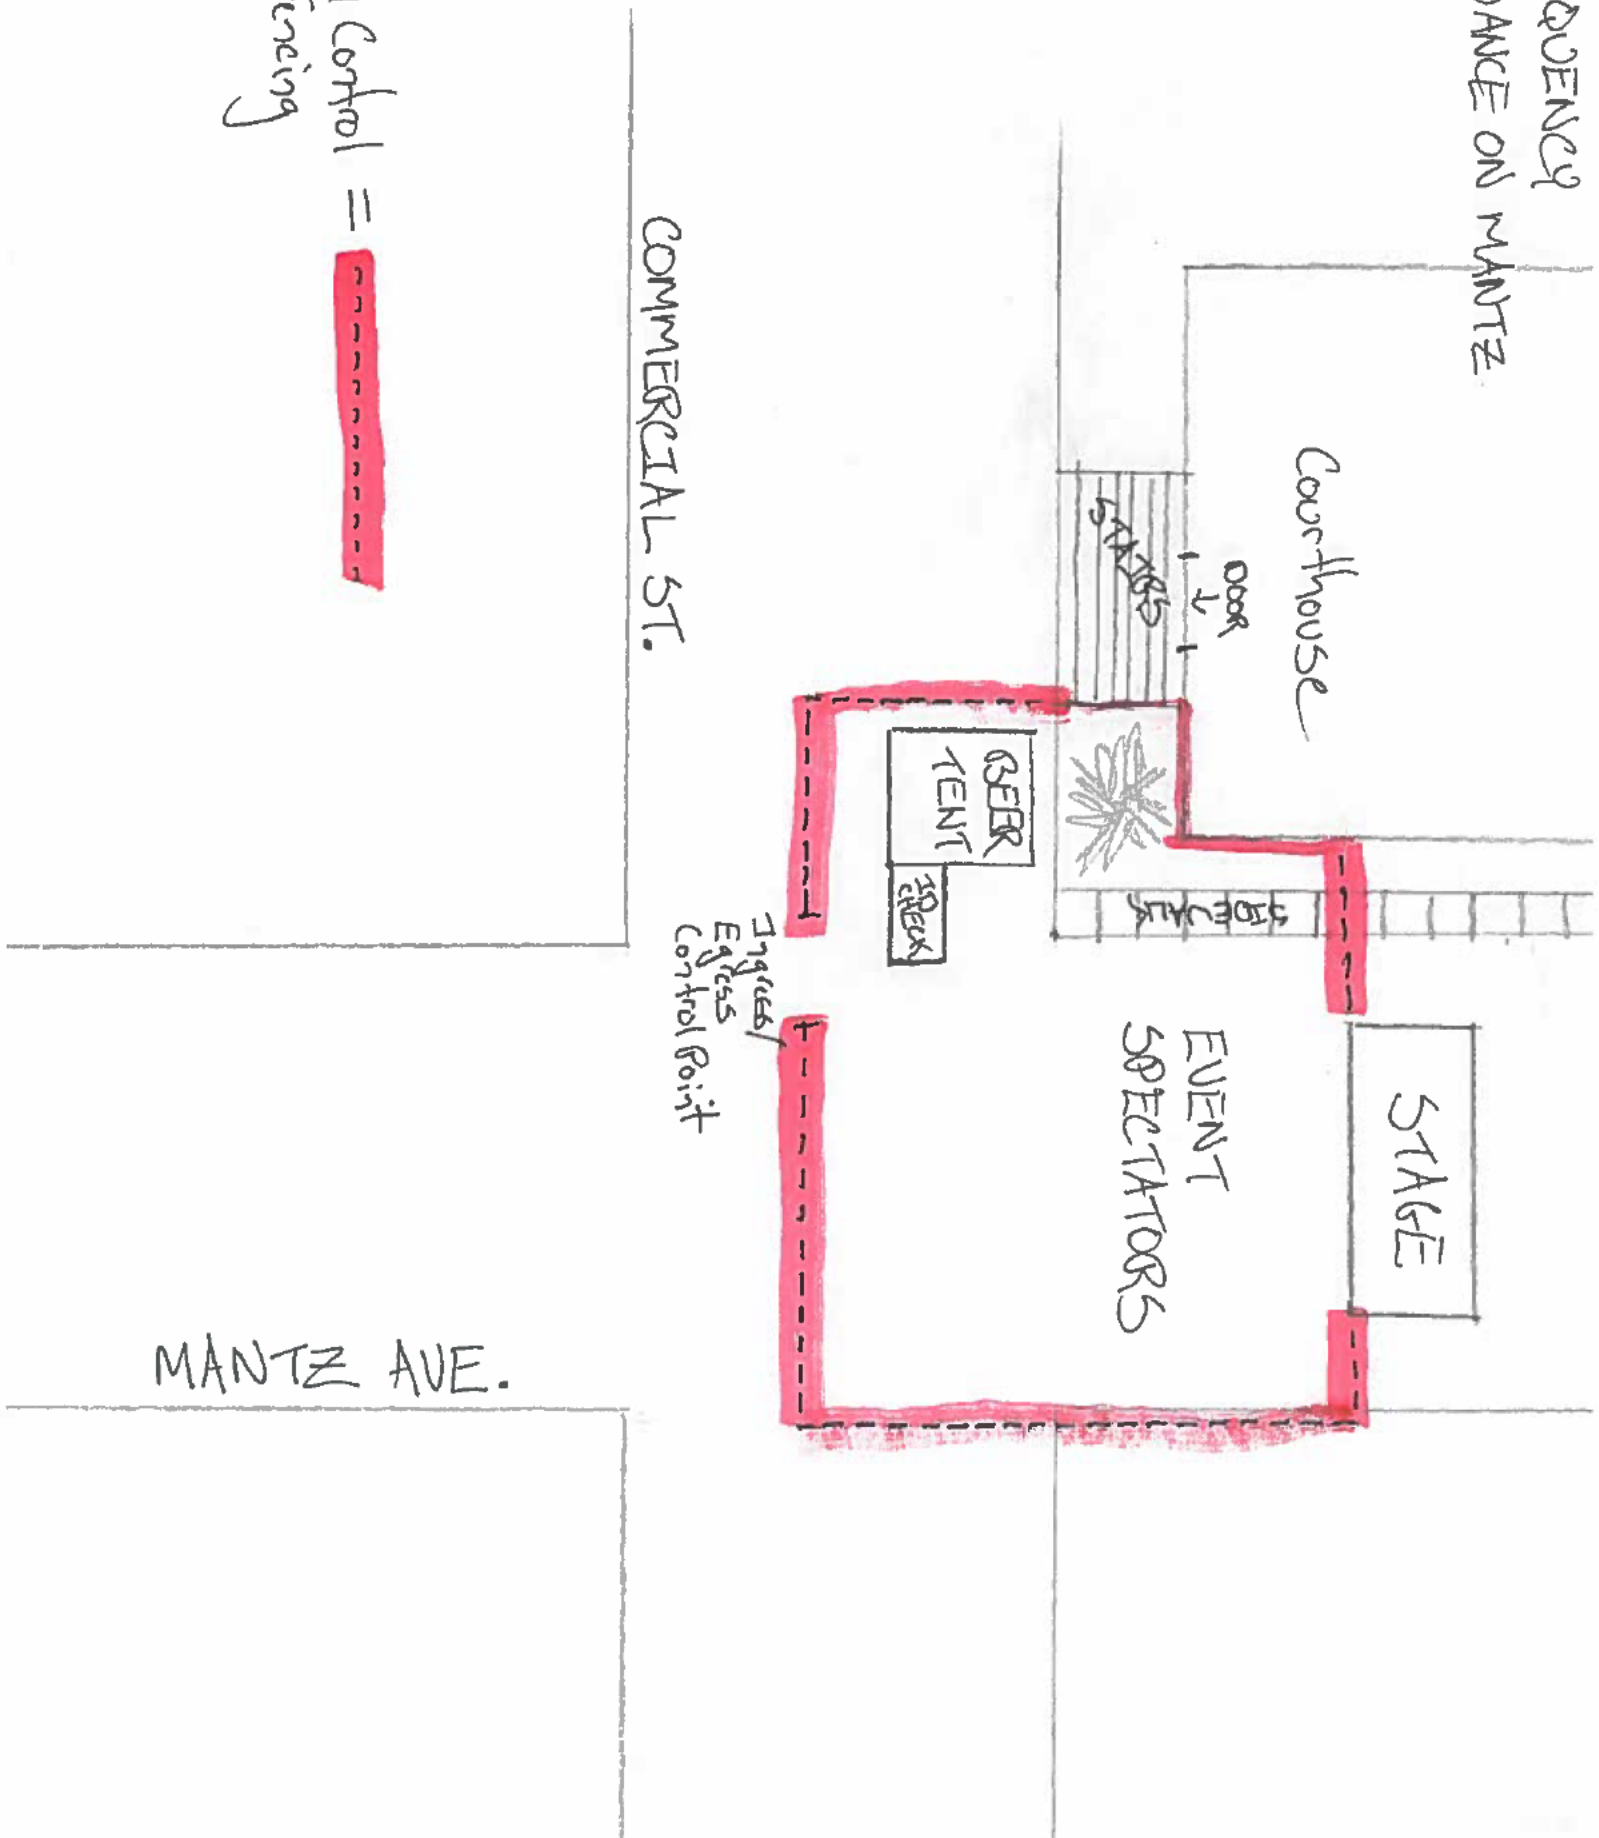 QUENCY
DANCE ON MANTZ
Courthouse
DOOR
STAIRS
SIDEWALK
STAGE
EVENT
SPECTATORS
BEER
TENT
ID
CHECK
Ingress/
Egress
Control Point
COMMERCIAL ST.
Control =
encing
MANTZ AVE.